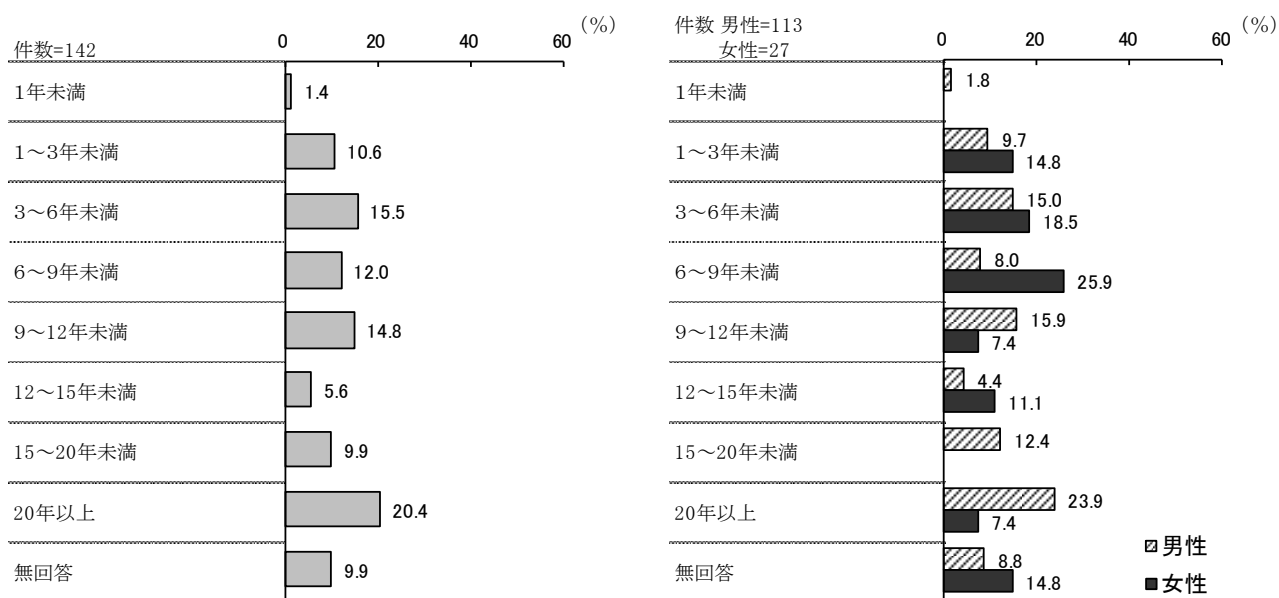 件数=142
0 20 40 60 (%)
1年未満 1.4
1～3年未満 10.6
3～6年未満 15.5
6～9年未満 12.0
9～12年未満 14.8
12～15年未満 5.6
15～20年未満 9.9
20年以上 20.4
無回答 9.9
件数 男性=113
女性=27
0 20 40 60 (%)
1年未満 1.8
1～3年未満 9.7
14.8
3～6年未満 15.0
18.5
6～9年未満 8.0
25.9
9～12年未満 15.9
7.4
12～15年未満 4.4
11.1
15～20年未満 12.4
20年以上 23.9
7.4
無回答 8.8
14.8
男性
女性